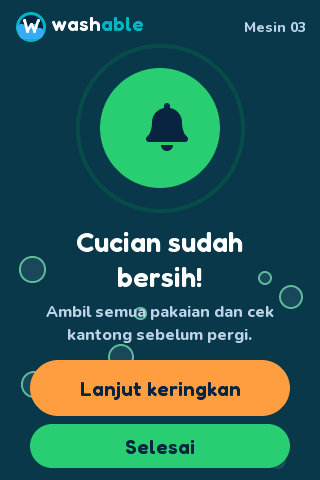 W washable
Mesin 03
Cucian sudah
bersih!
Ambil semua pakaian dan cek
kantong sebelum pergi.
Lanjut keringkan
Selesai